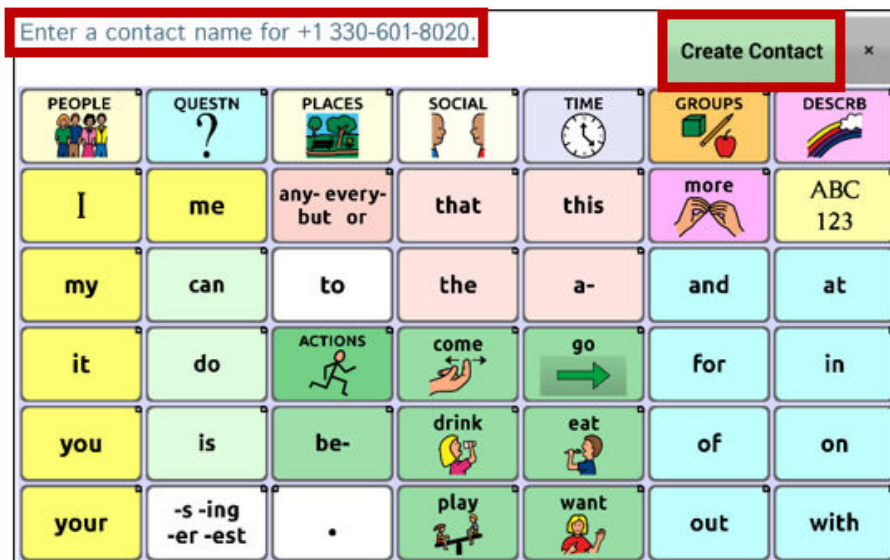 Enter a contact name for +1 330-601-8020.
Create Contact ×
PEOPLE QUESTN PLACES SOCIAL TIME GROUPS DESCRB
?
I me any- every- that this more ABC
but or 123
my can to the a- and at
it do ACTIONS come go for in
you is be- drink eat of on
your -s -ing . play want out with
-er -est